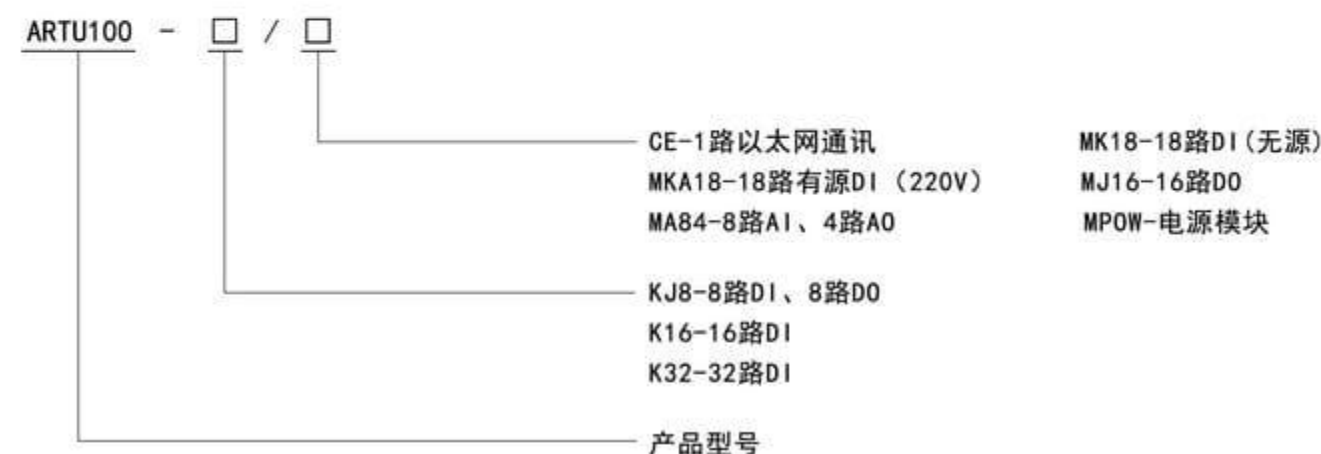 ARTU100 - □ / □
CE-1路以太网通讯 MK18-18路DI(无源)
MKA18-18路有源DI（220V） MJ16-16路DO
MA84-8路AI、4路AO MPOW-电源模块
KJ8-8路DI、8路DO
K16-16路DI
K32-32路DI
产品型号